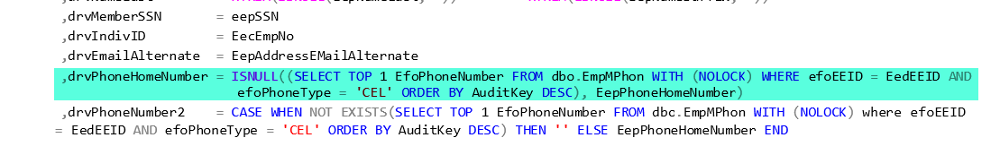 ,drvMemberSSN = eepSSN
,drvIndivID = EecEmpNo
,drvEmailAlternate = EepAddressEMailAlternate
,drvPhoneHomeNumber = ISNULL((SELECT TOP 1 EfoPhoneNumber FROM dbo.EmpMPhon WITH (NOLOCK) WHERE efoEEID = EedEEID AND
efoPhoneType = 'CEL' ORDER BY AuditKey DESC), EepPhoneHomeNumber)
,drvPhoneNumber2 = CASE WHEN NOT EXISTS(SELECT TOP 1 EfoPhoneNumber FROM dbo.EmpMPhon WITH (NOLOCK) where efoEEID
= EedEEID AND efoPhoneType = 'CEL' ORDER BY AuditKey DESC) THEN '' ELSE EepPhoneHomeNumber END